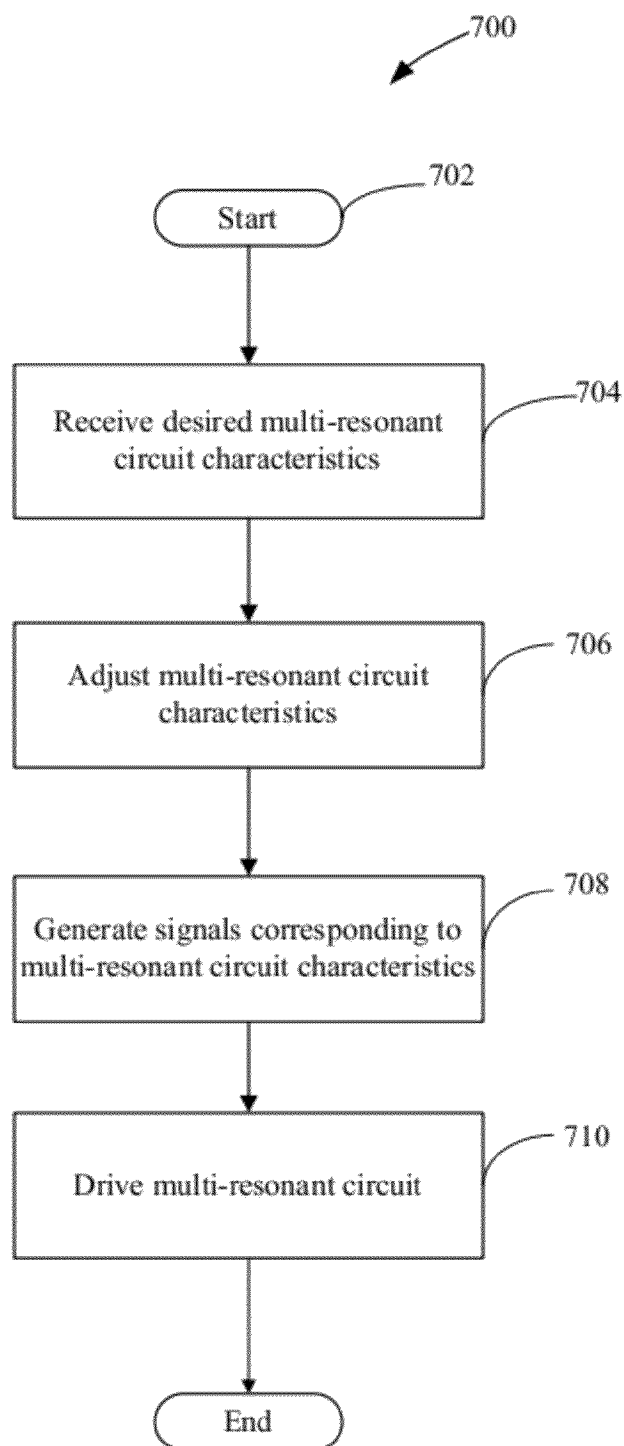 700
702
Start
704
Receive desired multi-resonant
circuit characteristics
706
Adjust multi-resonant circuit
characteristics
708
Generate signals corresponding to
multi-resonant circuit characteristics
710
Drive multi-resonant circuit
End